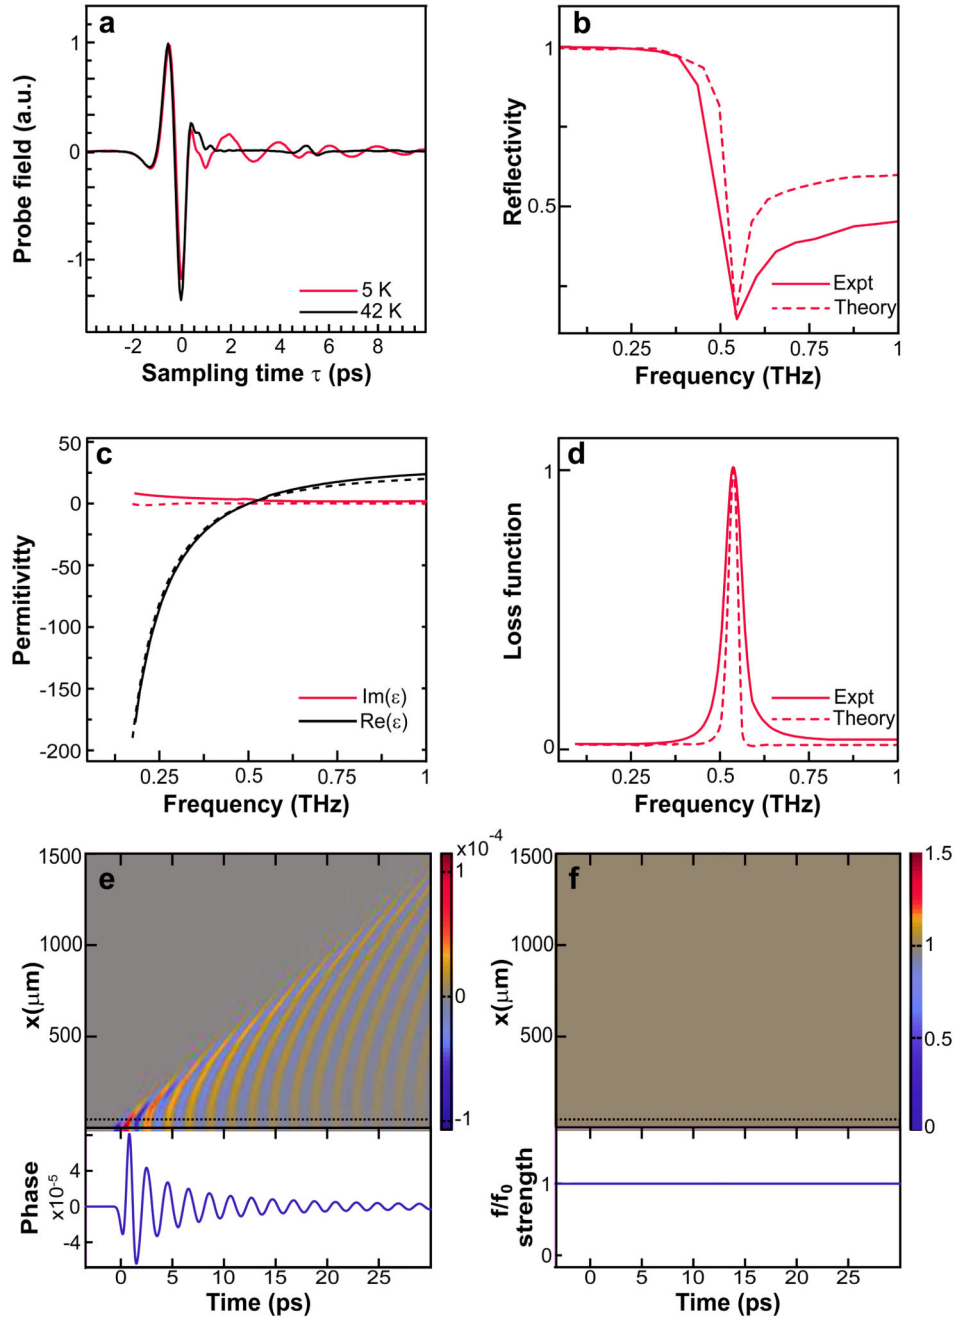 a
1
0
-1
Probe field (a.u.)
5 K
42 K
-2 0 2 4 6 8
Sampling time τ (ps)
b
1
0.5
Reflectivity
Expt
Theory
0.25 0.5 0.75 1
Frequency (THz)
c
50
0
-50
-100
-150
-200
Permitivitty
Im(ε)
Re(ε)
0.25 0.5 0.75 1
Frequency (THz)
d
1
0
Loss function
Expt
Theory
0.25 0.5 0.75 1
Frequency (THz)
e
1500
1000
500
x(μm)
x10-4
1
0
-1
4
0
-4
Phase
x10-5
0 5 10 15 20 25
Time (ps)
f
1500
1000
500
x(μm)
1.5
1
0.5
0
1
0
f/f0
strength
0 5 10 15 20 25
Time (ps)